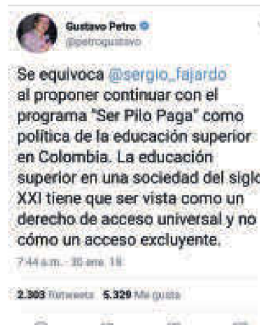 Gustavo Petro
@petrogustavo
Se equivoca @sergio_fajardo
al proponer continuar con el
programa "Ser Pilo Paga" como
política de la educación superior
en Colombia. La educación
superior en una sociedad del siglo
XXI tiene que ser vista como un
derecho de acceso universal y no
cómo un acceso excluyente.
7:44 a.m. - 30 ene. 18
2.303 Retweets 5.329 Me gusta